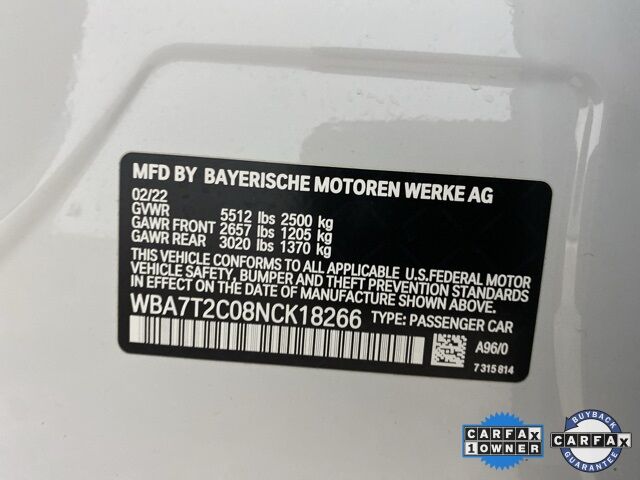 MFD BY BAYERISCHE MOTOREN WERKE AG
02/22
GVWR 5512 lbs 2500 kg
GAWR FRONT 2657 lbs 1205 kg
GAWR REAR 3020 lbs 1370 kg
THIS VEHICLE CONFORMS TO ALL APPLICABLE U.S.FEDERAL MOTOR
VEHICLE SAFETY, BUMPER AND THEFT PREVENTION STANDARDS
IN EFFECT ON THE DATE OF MANUFACTURE SHOWN ABOVE.
WBA7T2C08NCK18266 TYPE: PASSENGER CAR
A96/0
7 315 814
CARFAX
1 OWNER
BUYBACK
CARFAX
GUARANTEE